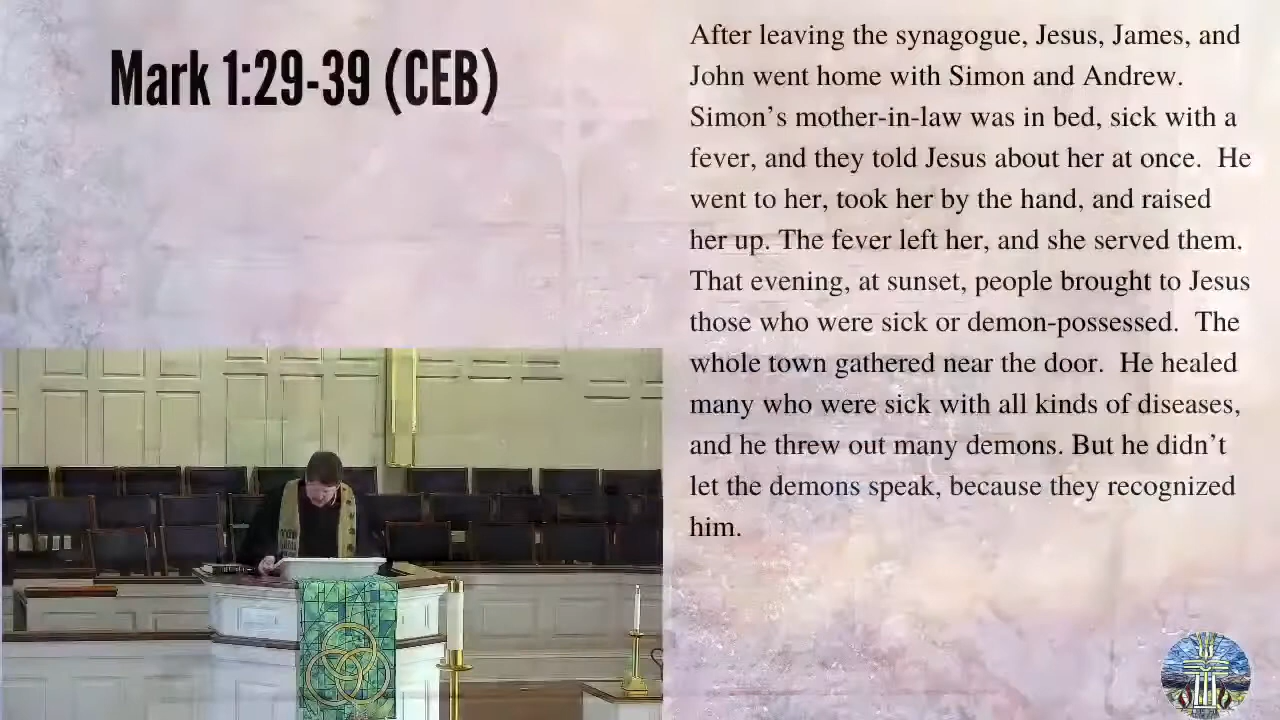 Mark 1:29-39 (CEB)
After leaving the synagogue, Jesus, James, and
John went home with Simon and Andrew.
Simon’s mother-in-law was in bed, sick with a
fever, and they told Jesus about her at once.  He
went to her, took her by the hand, and raised
her up. The fever left her, and she served them.
That evening, at sunset, people brought to Jesus
those who were sick or demon-possessed.  The
whole town gathered near the door.  He healed
many who were sick with all kinds of diseases,
and he threw out many demons. But he didn’t
let the demons speak, because they recognized
him.